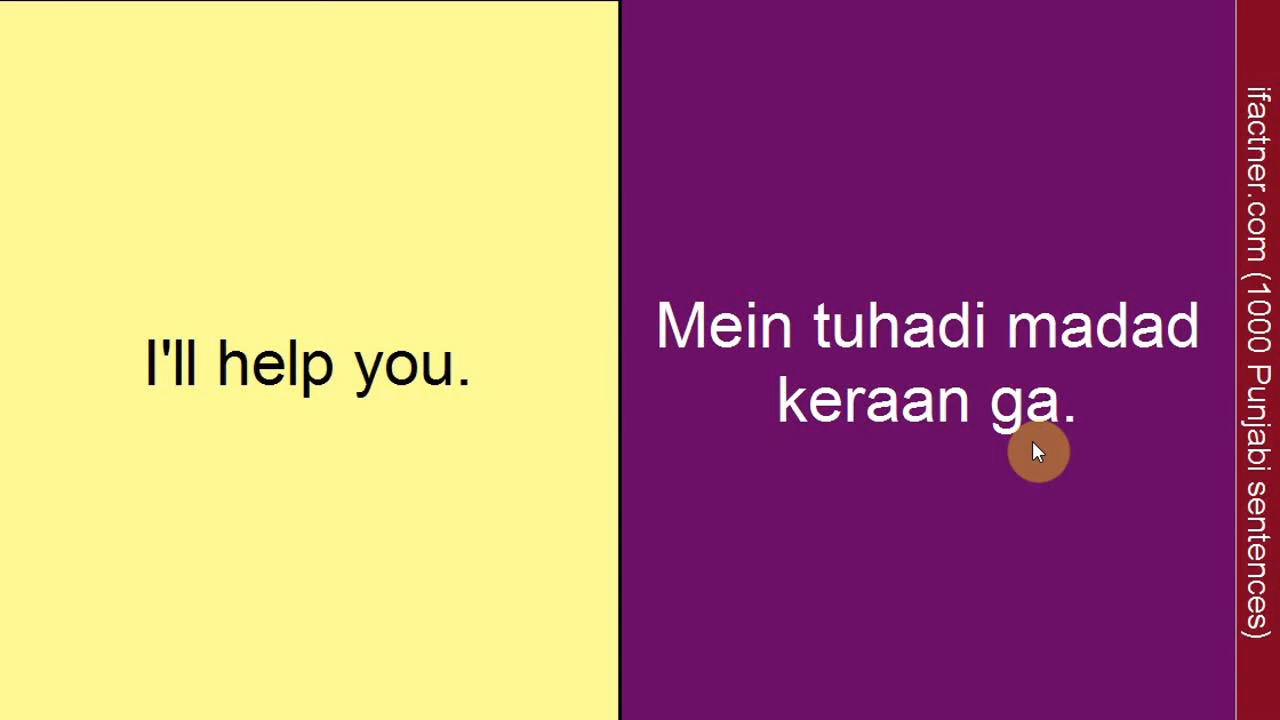 I'll help you.
Mein tuhadi madad
keraan ga.
ifactner.com (1000 Punjabi sentences)